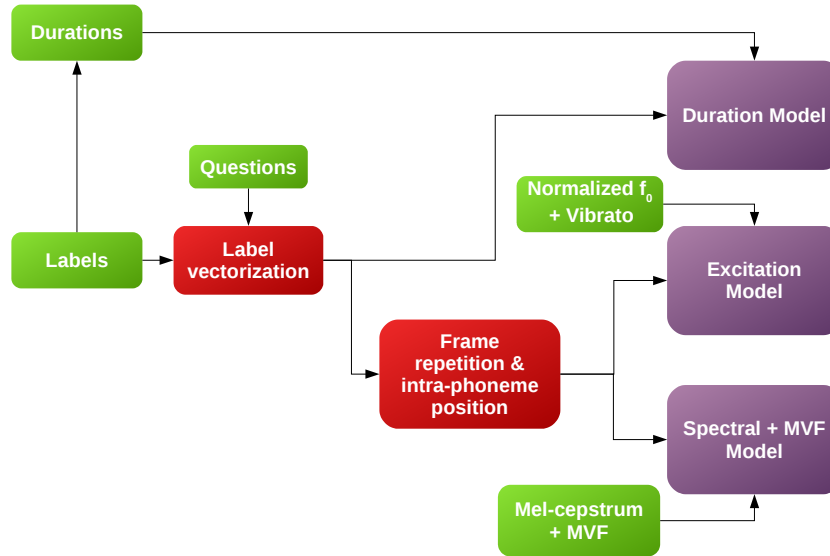 Durations
Duration Model
Questions
Normalized f0
+ Vibrato
Labels
Label
vectorization
Excitation
Model
Frame
repetition &
intra-phoneme
position
Spectral + MVF
Model
Mel-cepstrum
+ MVF